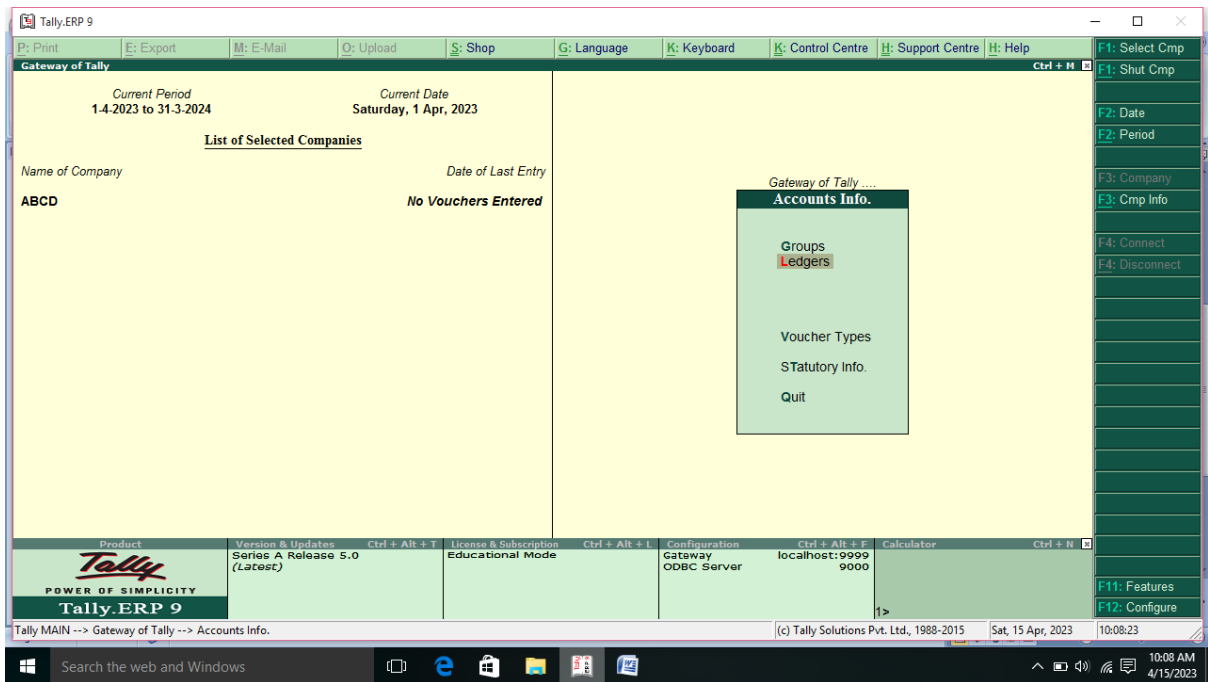 Tally.ERP 9
P: Print E: Export M: E-Mail O: Upload S: Shop G: Language K: Keyboard K: Control Centre H: Support Centre H: Help
Gateway of Tally Ctrl + M
Current Period Current Date
1-4-2023 to 31-3-2024 Saturday, 1 Apr, 2023
List of Selected Companies
Name of Company Date of Last Entry
ABCD No Vouchers Entered
Gateway of Tally ....
Accounts Info.
Groups
Ledgers
Voucher Types
STatutory Info.
Quit
F1: Select Cmp
F1: Shut Cmp
F2: Date
F2: Period
F3: Company
F3: Cmp Info
F4: Connect
F4: Disconnect
F11: Features
F12: Configure
Product
Tally
POWER OF SIMPLICITY
Tally.ERP 9
Version & Updates Ctrl + Alt + T
Series A Release 5.0
(Latest)
License & Subscription Ctrl + Alt + L
Educational Mode
Configuration Ctrl + Alt + F
Gateway localhost:9999
ODBC Server 9000
Calculator Ctrl + N
1>
Tally MAIN --> Gateway of Tally --> Accounts Info. (c) Tally Solutions Pvt. Ltd., 1988-2015 Sat, 15 Apr, 2023 10:08:23
Search the web and Windows
10:08 AM
4/15/2023